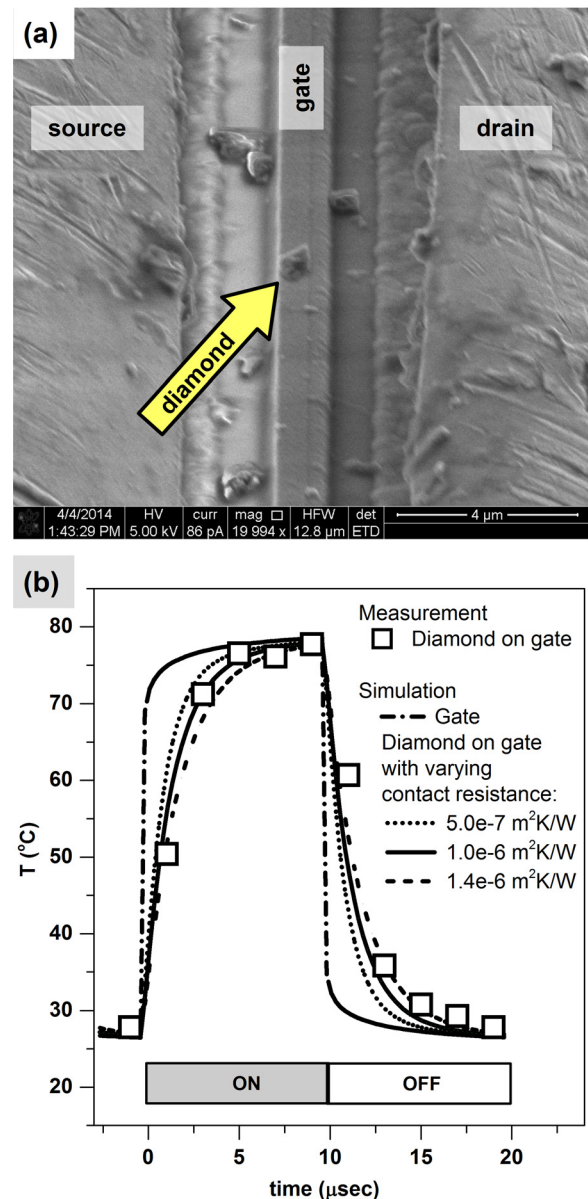 (a)
source
gate
drain
diamond
4/4/2014 HV curr mag HFW det 4 µm
1:43:29 PM 5.00 kV 86 pA 19 994 x 12.8 µm ETD
(b)
Measurement
Diamond on gate
Simulation
Gate
Diamond on gate
with varying
contact resistance:
5.0e-7 m²K/W
1.0e-6 m²K/W
1.4e-6 m²K/W
80
70
60
50
40
30
20
T (°C)
ON OFF
0 5 10 15 20
time (µsec)